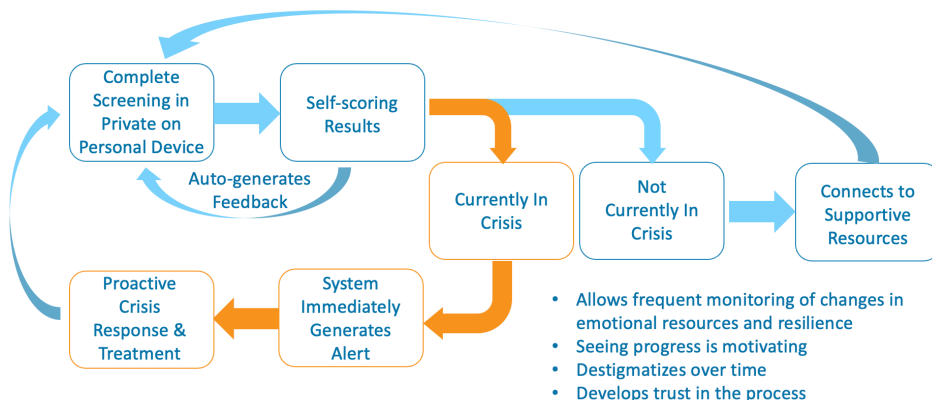 Complete
Screening in
Private on
Personal Device
Self-scoring
Results
Auto-generates
Feedback
Currently In
Crisis
Not
Currently In
Crisis
Connects to
Supportive
Resources
Proactive
Crisis
Response &
Treatment
System
Immediately
Generates
Alert
• Allows frequent monitoring of changes in
emotional resources and resilience
• Seeing progress is motivating
• Destigmatizes over time
• Develops trust in the process